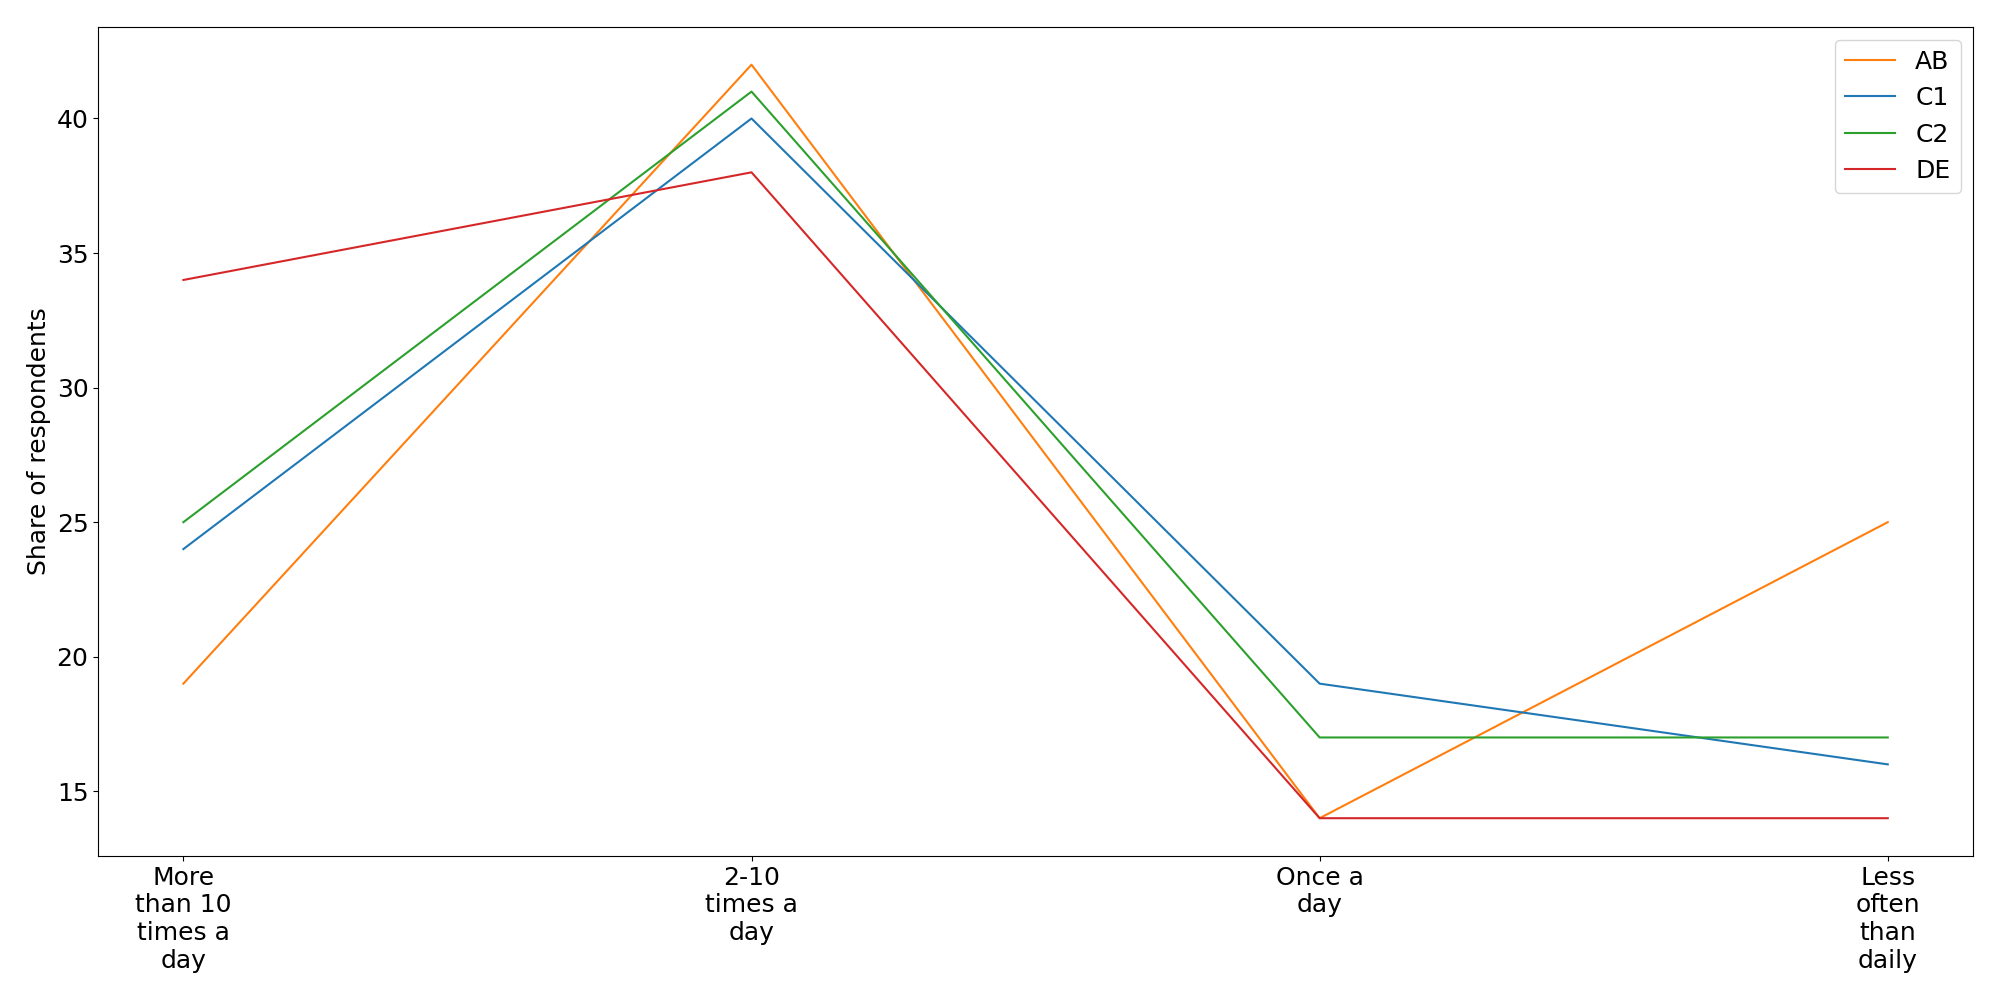 AB
C1
C2
DE
Share of respondents
40
35
30
25
20
15
More
than 10
times a
day
2-10
times a
day
Once a
day
Less
often
than
daily